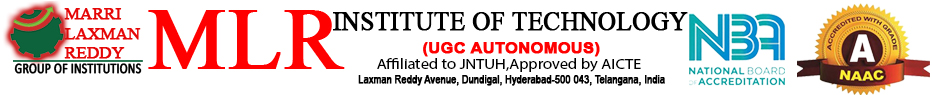 MARRI
LAXMAN
REDDY
GROUP OF INSTITUTIONS
MLR
INSTITUTE OF TECHNOLOGY
(UGC AUTONOMOUS)
Affiliated to JNTUH,Approved by AICTE
Laxman Reddy Avenue, Dundigal, Hyderabad-500 043, Telangana, India
NBA
NATIONAL BOARD
OF ACCREDITATION
ACCREDITED WITH GRADE
A
NAAC